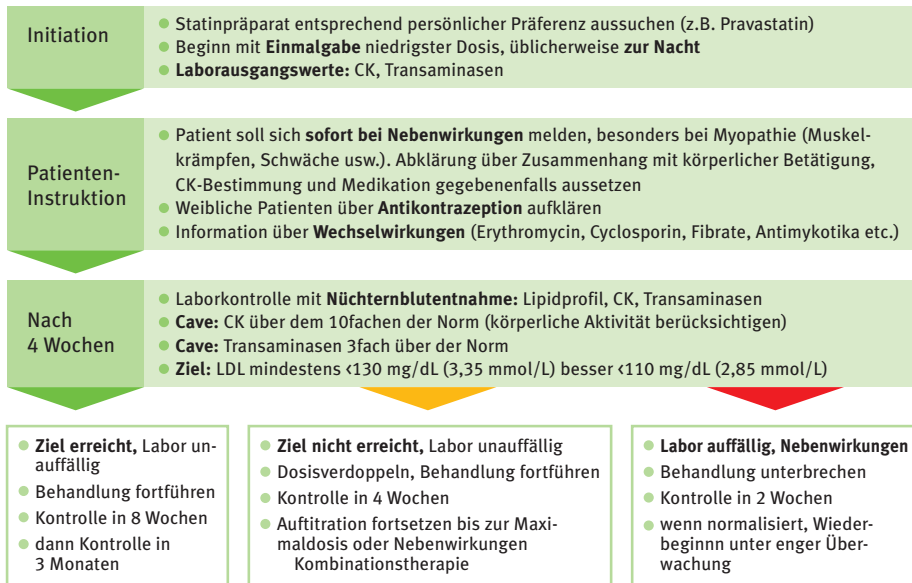 Initiation
● Statinpräparat entsprechend persönlicher Präferenz aussuchen (z.B. Pravastatin)
● Beginn mit Einmalgabe niedrigster Dosis, üblicherweise zur Nacht
● Laborausgangswerte: CK, Transaminasen
Patienten-
Instruktion
● Patient soll sich sofort bei Nebenwirkungen melden, besonders bei Myopathie (Muskel-
krämpfen, Schwäche usw.). Abklärung über Zusammenhang mit körperlicher Betätigung,
CK-Bestimmung und Medikation gegebenenfalls aussetzen
● Weibliche Patienten über Antikontrazeption aufklären
● Information über Wechselwirkungen (Erythromycin, Cyclosporin, Fibrate, Antimykotika etc.)
Nach
4 Wochen
● Laborkontrolle mit Nüchternblutentnahme: Lipidprofil, CK, Transaminasen
● Cave: CK über dem 10fachen der Norm (körperliche Aktivität berücksichtigen)
● Cave: Transaminasen 3fach über der Norm
● Ziel: LDL mindestens <130 mg/dL (3,35 mmol/L) besser <110 mg/dL (2,85 mmol/L)
● Ziel erreicht, Labor un-
auffällig
● Behandlung fortführen
● Kontrolle in 8 Wochen
● dann Kontrolle in
3 Monaten
● Ziel nicht erreicht, Labor unauffällig
● Dosisverdoppeln, Behandlung fortführen
● Kontrolle in 4 Wochen
● Auftitration fortsetzen bis zur Maxi-
maldosis oder Nebenwirkungen
Kombinationstherapie
● Labor auffällig, Nebenwirkungen
● Behandlung unterbrechen
● Kontrolle in 2 Wochen
● wenn normalisiert, Wieder-
beginnn unter enger Über-
wachung